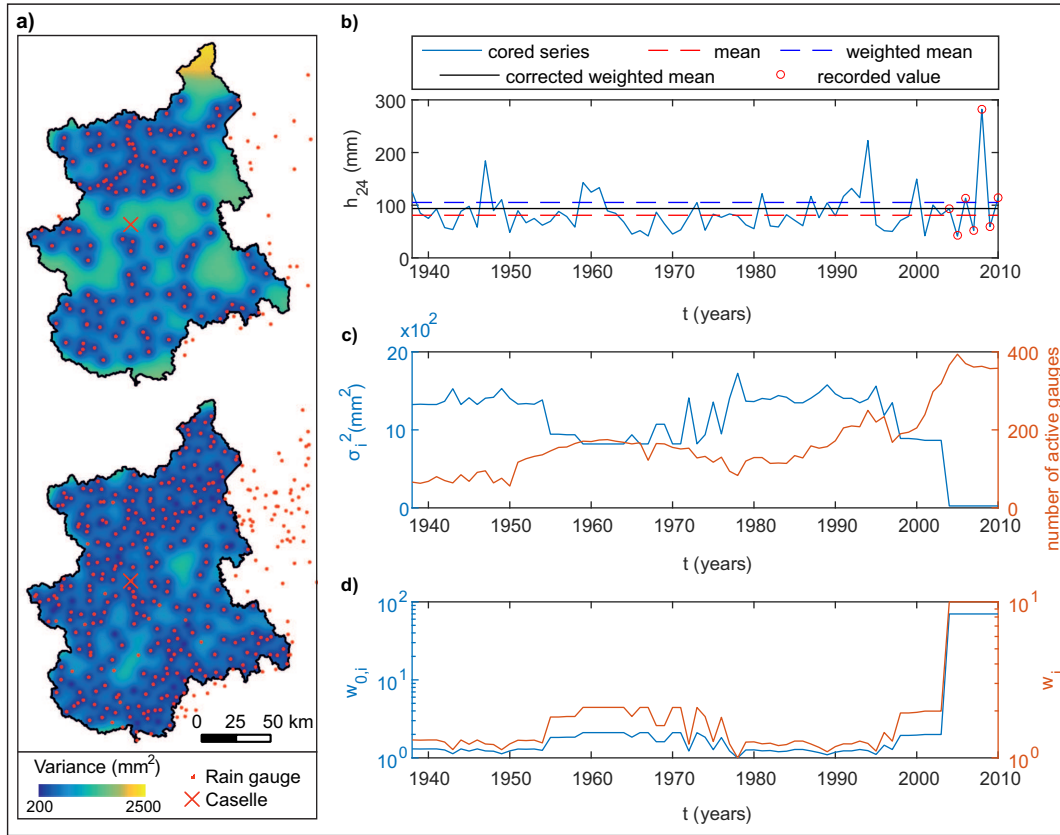 a)
0 25 50 km
Variance (mm²)
200 2500
Rain gauge
Caselle
b)
cored series mean weighted mean
corrected weighted mean recorded value
300
200
100
0
h₂₄ (mm)
1940 1950 1960 1970 1980 1990 2000 2010
t (years)
c)
x10²
20
10
0
σᵢ² (mm²)
400
200
0
number of active gauges
1940 1950 1960 1970 1980 1990 2000 2010
t (years)
d)
10²
10¹
10⁰
w₀,ᵢ
10¹
10⁰
wᵢ
1940 1950 1960 1970 1980 1990 2000 2010
t (years)